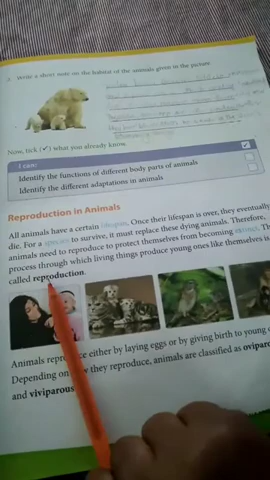 Write a short note on the habitat of the animals given in the picture
Now, tick (✓) what you already know.
I can:
Identify the functions of different body parts of animals
Identify the different adaptations in animals
Reproduction in Animals
All animals have a certain lifespan. Once their lifespan is over, they eventually
die. For a species to survive, it must replace these dying animals. Therefore,
animals need to reproduce to protect themselves from becoming extinct. Th
process through which living things produce young ones like themselves is
called reproduction.
Animals reproduce either by laying eggs or by giving birth to young
Depending on they reproduce, animals are classified as ovipar
and viviparous